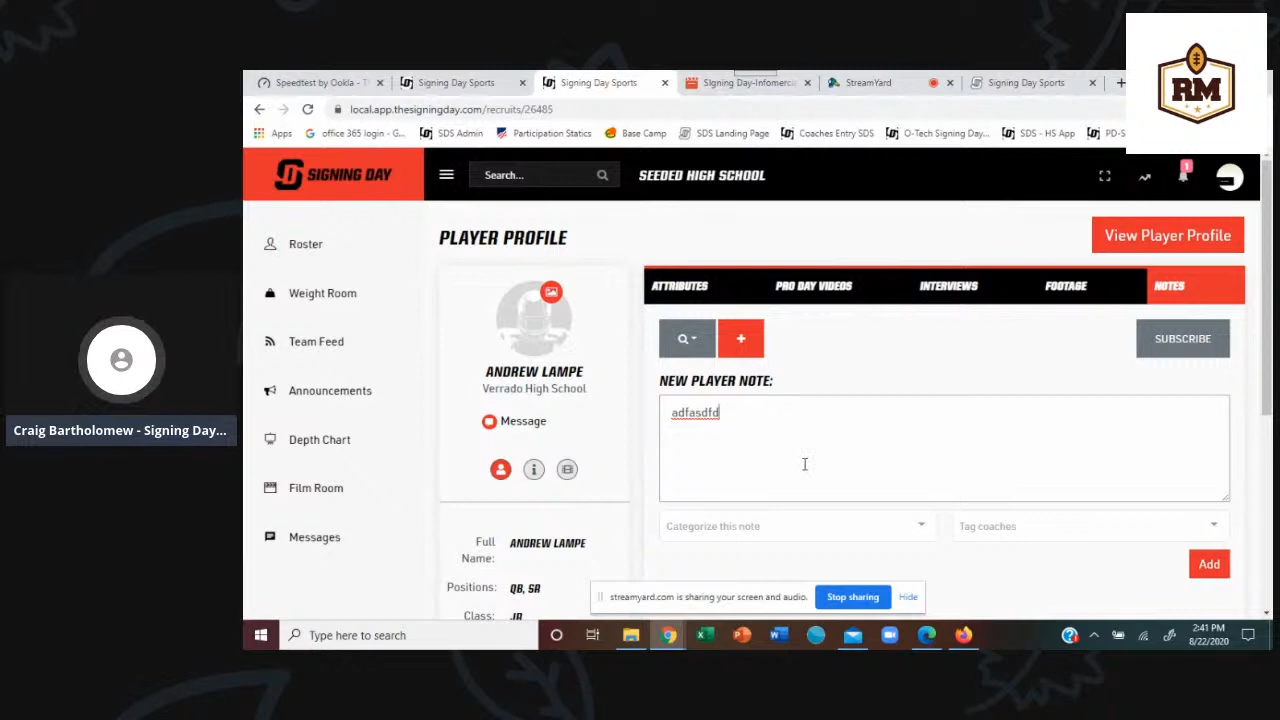 RM
Speedtest by Ookla - T
Signing Day Sports
Signing Day Sports
Signing Day-Infomerci
StreamYard
Signing Day Sports
local.app.thesigningday.com/recruits/26485
Apps
office 365 login - G...
SDS Admin
Participation Statics
Base Camp
SDS Landing Page
Coaches Entry SDS
O-Tech Signing Day...
SDS - HS App
PD-S
SIGNING DAY
Search...
SEEDED HIGH SCHOOL
1
Roster
Weight Room
Team Feed
Announcements
Depth Chart
Film Room
Messages
PLAYER PROFILE
View Player Profile
ANDREW LAMPE
Verrado High School
Message
Full Name:
ANDREW LAMPE
Positions:
QB, SR
Class:
JR
ATTRIBUTES
PRO DAY VIDEOS
INTERVIEWS
FOOTAGE
NOTES
SUBSCRIBE
NEW PLAYER NOTE:
adfasdfd
Categorize this note
Tag coaches
Add
streamyard.com is sharing your screen and audio.
Stop sharing
Hide
Craig Bartholomew - Signing Day...
Type here to search
2:41 PM
8/22/2020